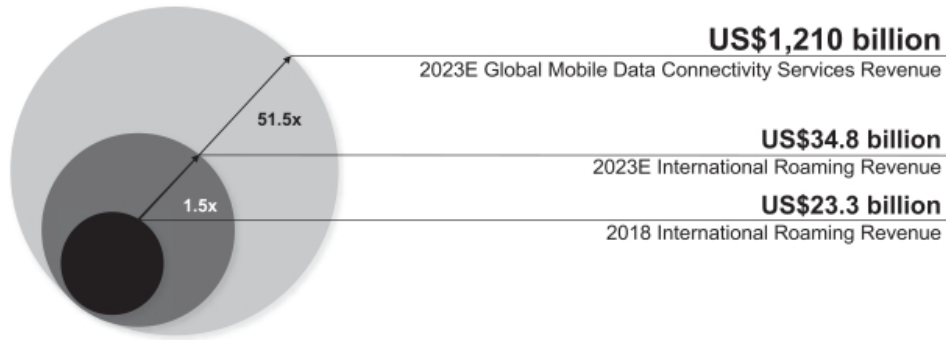 US$1,210 billion
2023E Global Mobile Data Connectivity Services Revenue
51.5x
US$34.8 billion
2023E International Roaming Revenue
1.5x
US$23.3 billion
2018 International Roaming Revenue